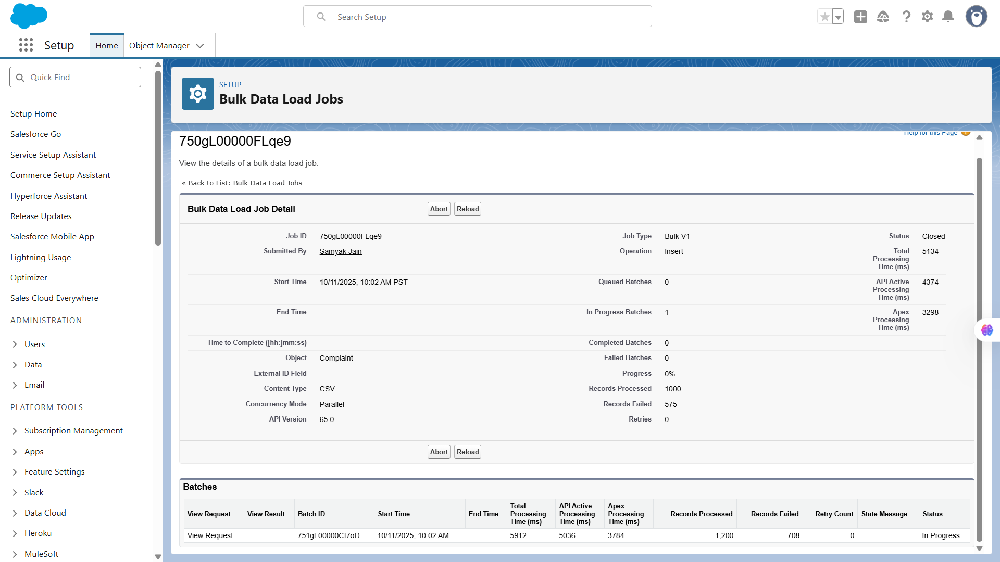 Search Setup
Setup
Home
Object Manager
Quick Find
Setup Home
Salesforce Go
Service Setup Assistant
Commerce Setup Assistant
Hyperforce Assistant
Release Updates
Salesforce Mobile App
Lightning Usage
Optimizer
Sales Cloud Everywhere
ADMINISTRATION
Users
Data
Email
PLATFORM TOOLS
Subscription Management
Apps
Feature Settings
Slack
Data Cloud
Heroku
MuleSoft
SETUP
Bulk Data Load Jobs
Help for this Page
750gL00000FLqe9
View the details of a bulk data load job.
« Back to List: Bulk Data Load Jobs
Bulk Data Load Job Detail
Abort Reload
Job ID 750gL00000FLqe9 Job Type Bulk V1 Status Closed
Submitted By Samyak Jain Operation Insert Total Processing Time (ms) 5134
Start Time 10/11/2025, 10:02 AM PST Queued Batches 0 API Active Processing Time (ms) 4374
End Time In Progress Batches 1 Apex Processing Time (ms) 3298
Time to Complete ([hh:]mm:ss) Completed Batches 0
Object Complaint Failed Batches 0
External ID Field Progress 0%
Content Type CSV Records Processed 1000
Concurrency Mode Parallel Records Failed 575
API Version 65.0 Retries 0
Abort Reload
Batches
View Request View Result Batch ID Start Time End Time Total Processing Time (ms) API Active Processing Time (ms) Apex Processing Time (ms) Records Processed Records Failed Retry Count State Message Status
View Request 751gL00000Cf7oD 10/11/2025, 10:02 AM 5912 5036 3784 1,200 708 0 In Progress